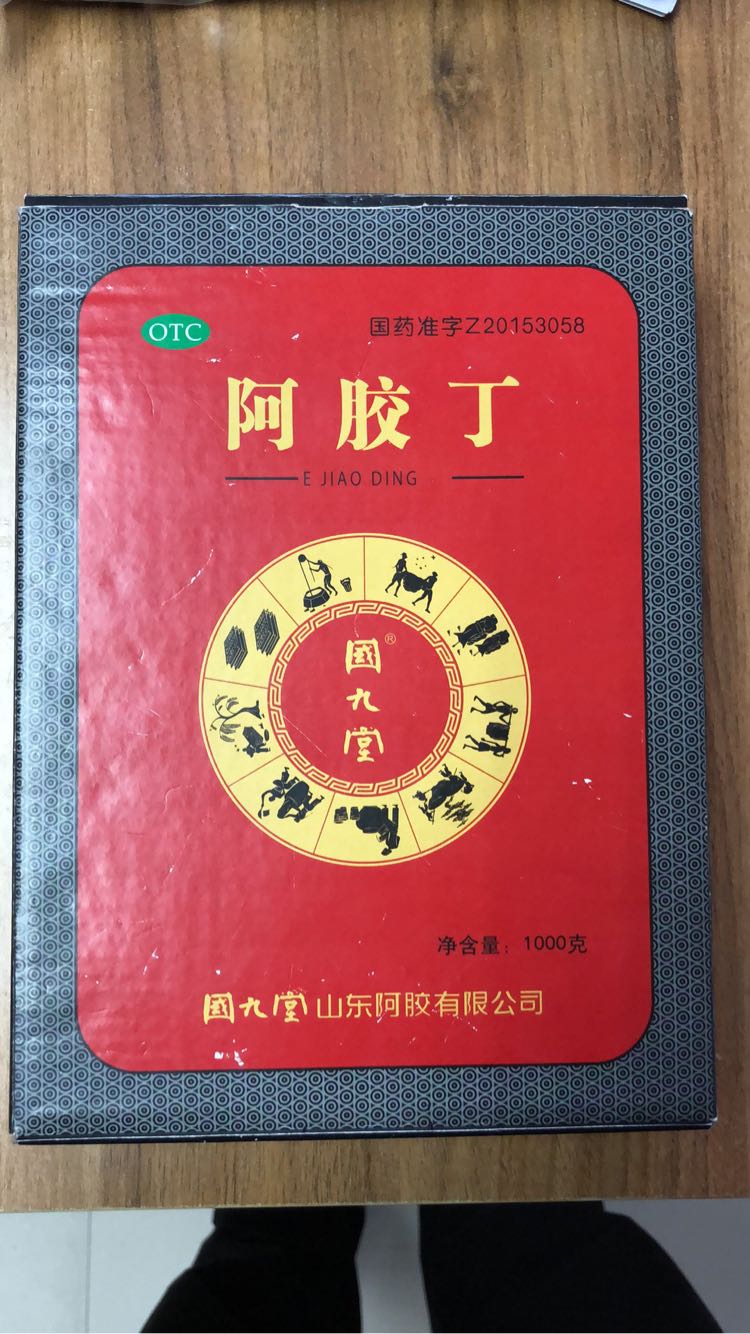 OTC
国药准字Z20153058
阿胶丁
E JIAO DING
國®
九
堂
净含量：1000克
國九堂山东阿胶有限公司